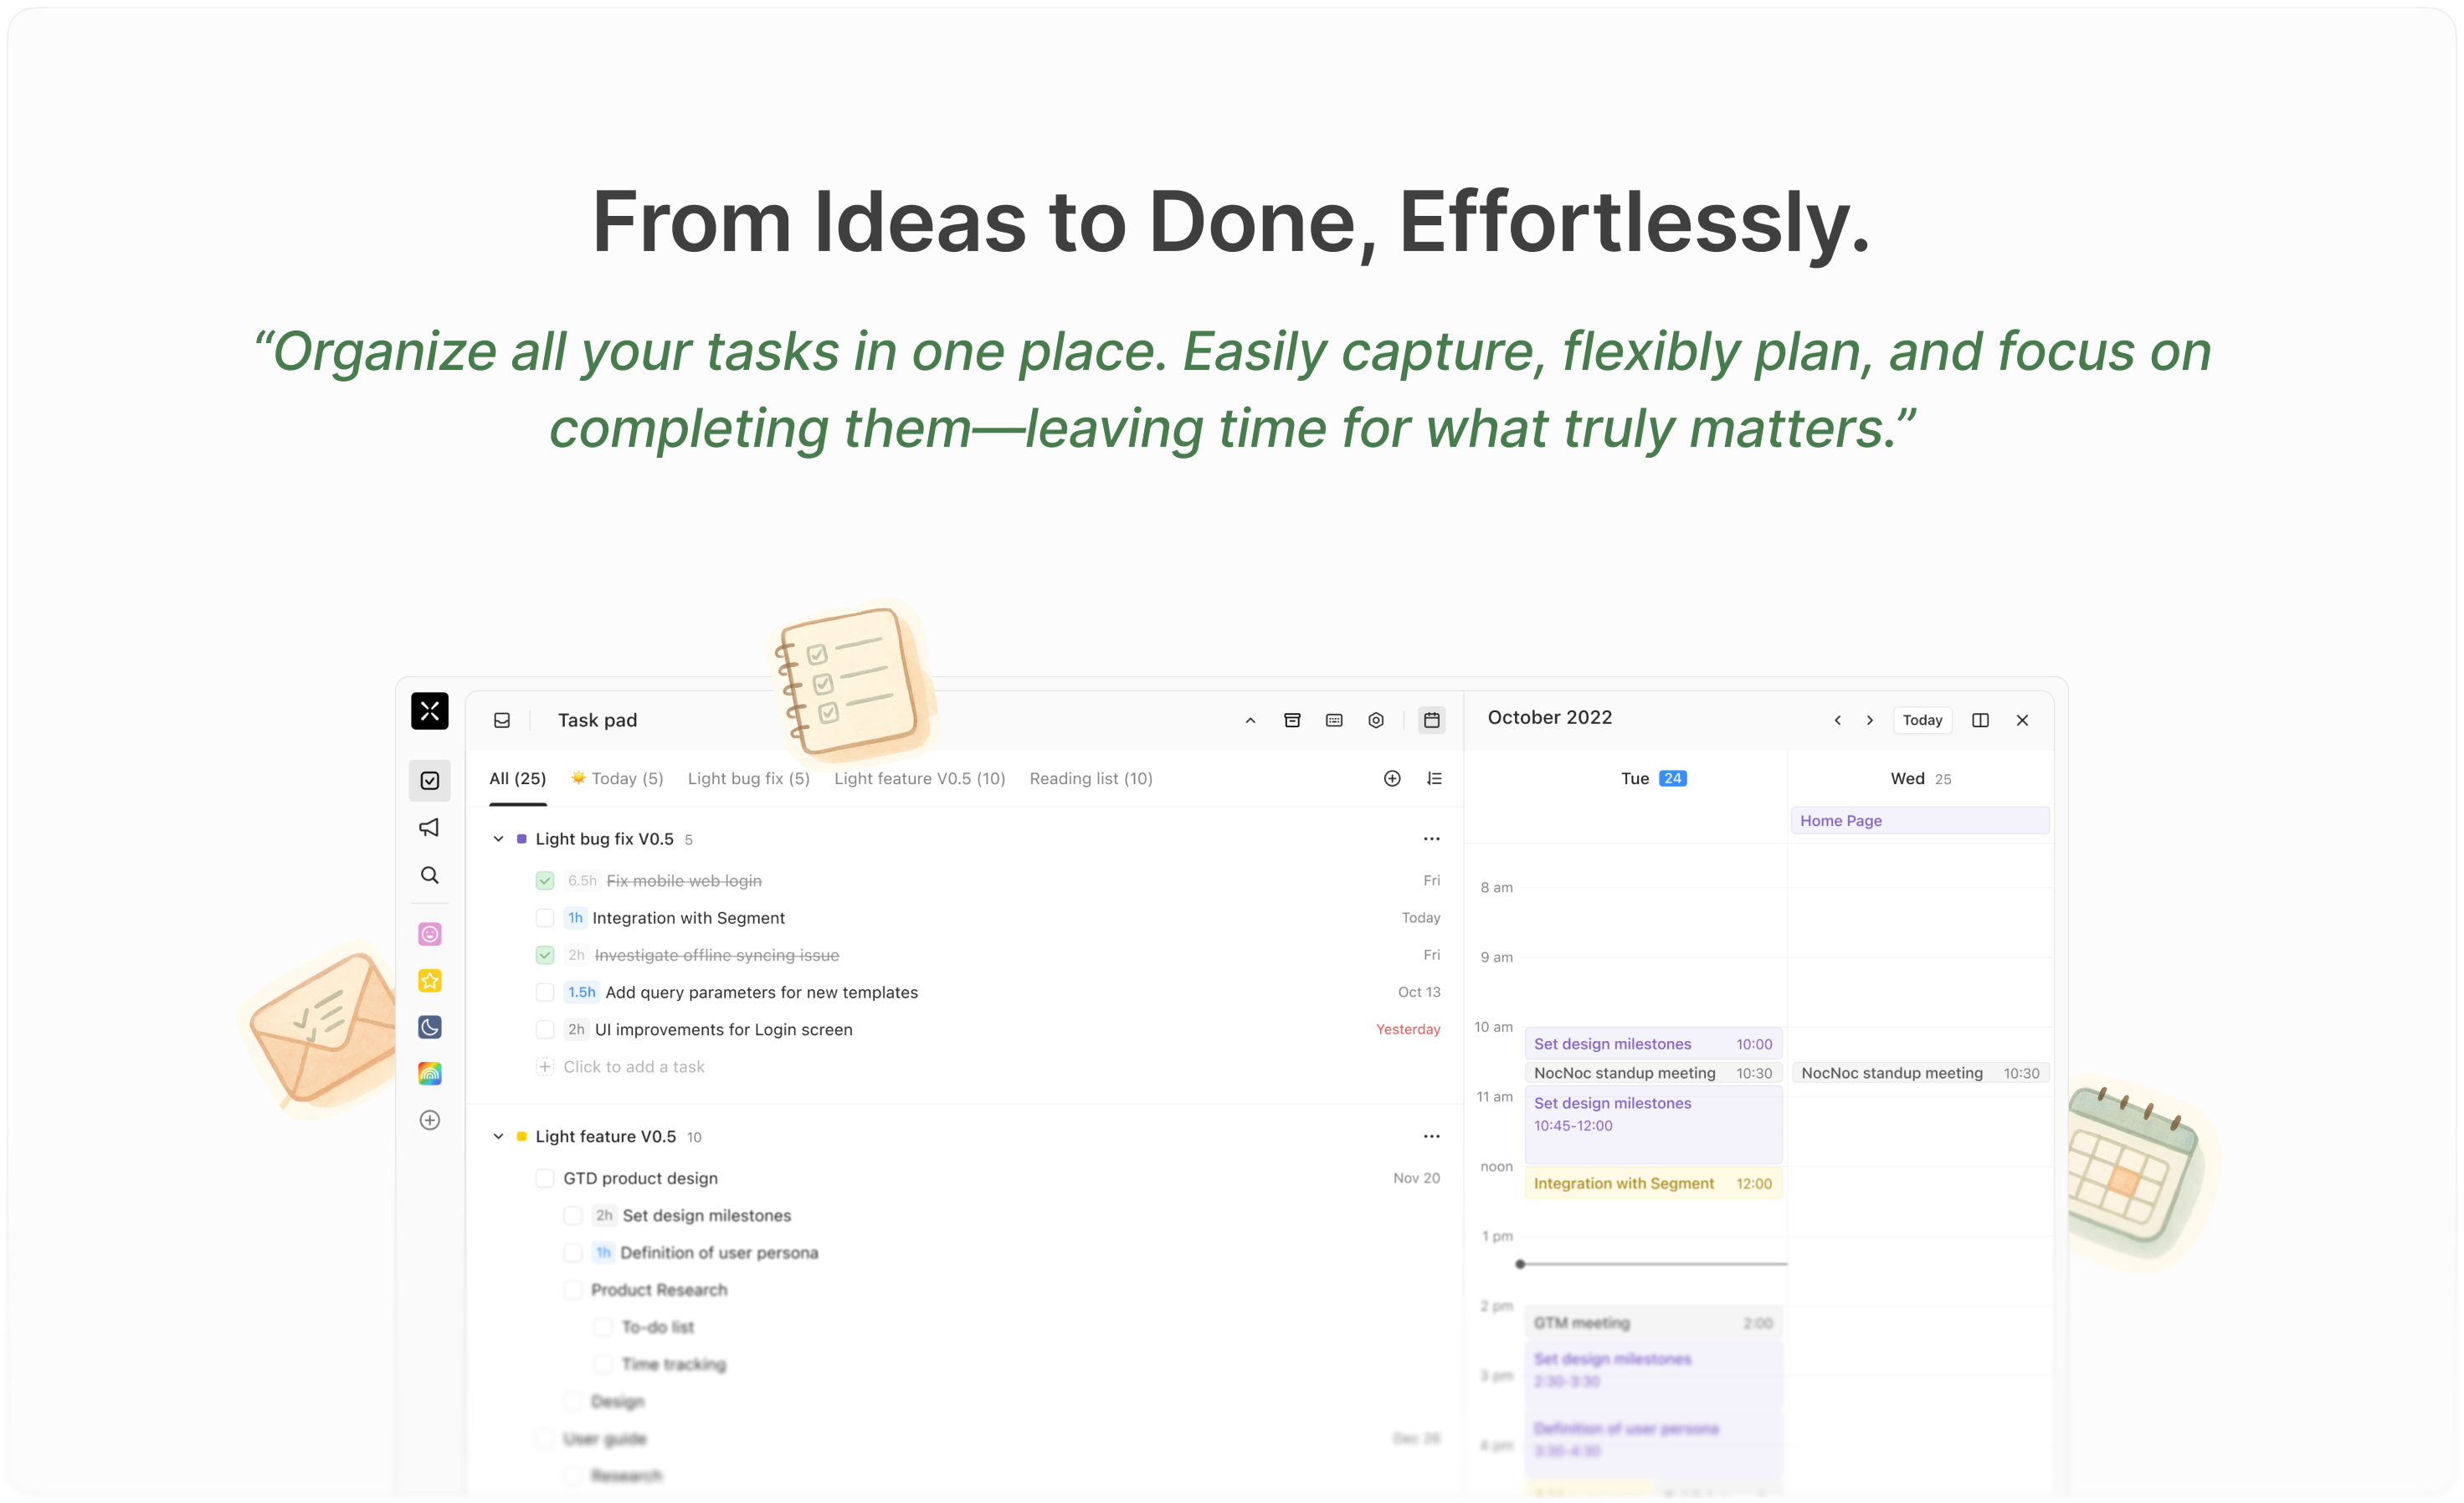 From Ideas to Done, Effortlessly.
“Organize all your tasks in one place. Easily capture, flexibly plan, and focus on
completing them—leaving time for what truly matters.”
Task pad
All (25) Today (5) Light bug fix (5) Light feature V0.5 (10) Reading list (10)
Light bug fix V0.5 5
6.5h Fix mobile web login Fri
1h Integration with Segment Today
2h Investigate offline syncing issue Fri
1.5h Add query parameters for new templates Oct 13
2h UI improvements for Login screen Yesterday
Click to add a task
Light feature V0.5 10
GTD product design Nov 20
2h Set design milestones
1h Definition of user persona
Product Research
To-do list
Time tracking
Design
User guide Dec 26
Research
October 2022
Today
Tue 24 Wed 25
Home Page
8 am
9 am
10 am
Set design milestones 10:00
NocNoc standup meeting 10:30
NocNoc standup meeting 10:30
11 am
Set design milestones
10:45-12:00
noon
Integration with Segment 12:00
1 pm
2 pm
GTM meeting 2:00
Set design milestones
2:30-3:30
3 pm
Definition of user persona
3:30-4:30
4 pm